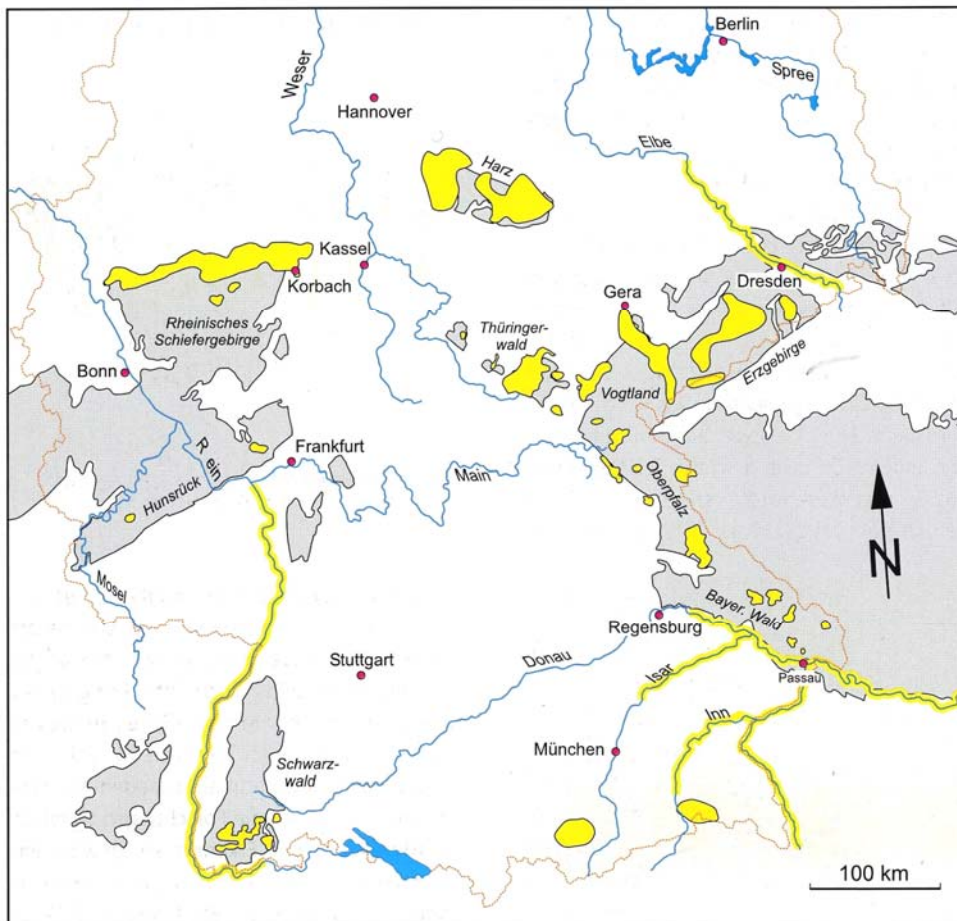 Berlin
Weser
Spree
Hannover
Elbe
Harz
Kassel
Korbach
Dresden
Gera
Rheinisches
Schiefergebirge
Thüringer-
wald
Bonn
Vogtland
Erzgebirge
Frankfurt
R ein
Main
Hunsrück
Oberpfalz
N
Mosel
Bayer. Wald
Regensburg
Stuttgart
Donau
Isar
Passau
Inn
München
Schwarz-
wald
100 km